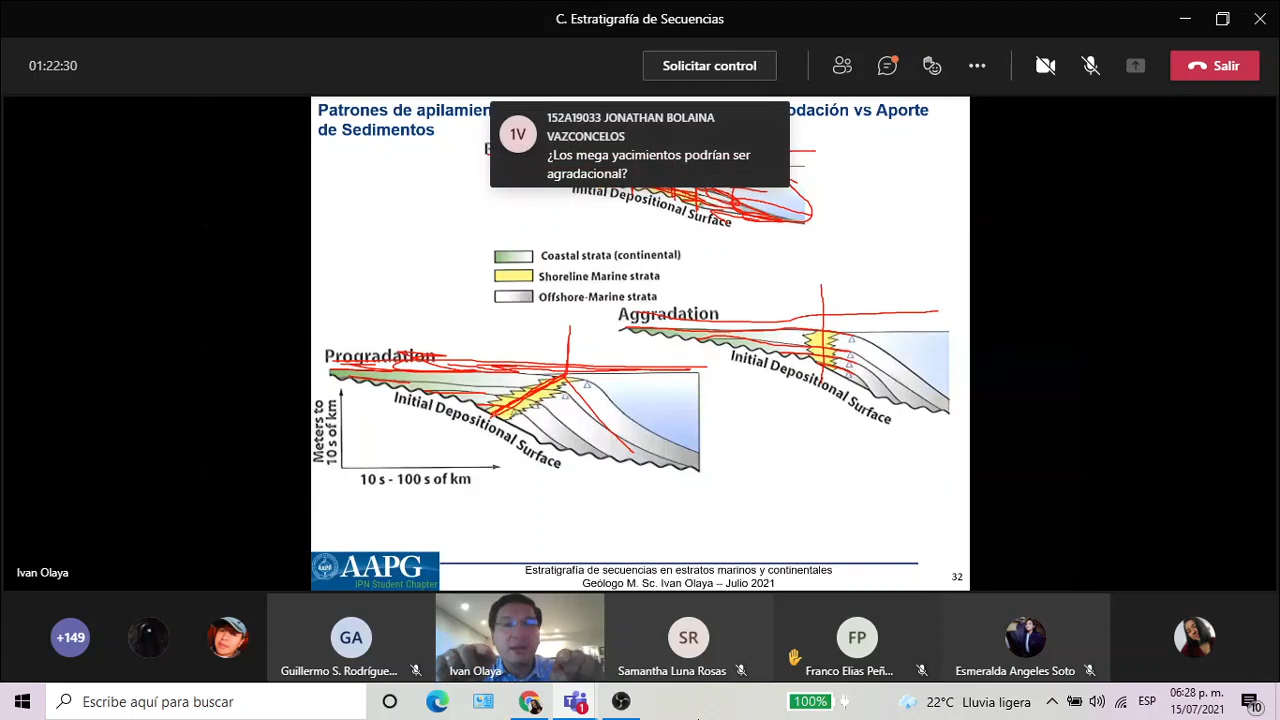 C. Estratigrafía de Secuencias
01:22:30
Solicitar control
Salir
Patrones de apilamien
odación vs Aporte
de Sedimentos
1V
152A19033 JONATHAN BOLAINA
VAZCONCELOS
¿Los mega yacimientos podrían ser
agradacional?
Initial Depositional Surface
Coastal strata (continental)
Shoreline Marine strata
Offshore-Marine strata
Aggradation
Initial Depositional Surface
Progradation
Initial Depositional Surface
Meters to
10 s of km
10 s - 100 s of km
AAPG
IPN Student Chapter
Estratigrafía de secuencias en estratos marinos y continentales
Geólogo M. Sc. Ivan Olaya – Julio 2021
32
Ivan Olaya
+149
GA
Guillermo S. Rodrígue...
Ivan Olaya
SR
Samantha Luna Rosas
FP
Franco Elias Peñ...
Esmeralda Angeles Soto
Escribe aquí para buscar
1
100%
22°C Lluvia ligera
ESP
06:28 p. m.
15/07/2021
10